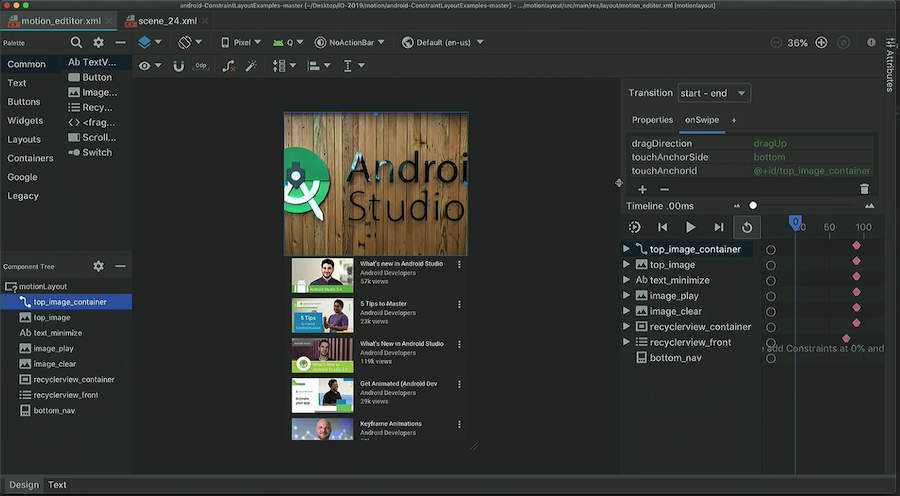 android-ConstraintLayoutExamples-master [~/Desktop/IO-2019/motion/android-ConstraintLayoutExamples-master] - .../motionlayout/src/main/res/layout/motion_edtitor.xml [motionlayout]
motion_edtitor.xml
scene_24.xml
Palette
Pixel
Q
NoActionBar
Default (en-us)
36%
Attributes
Common
Text
Buttons
Widgets
Layouts
Containers
Google
Legacy
Ab TextV...
Button
Image...
Recy...
<frag...
Scroll...
Switch
0dp
Android
Studio
What's new in Android Studio
Android Developers
57k views
5 Tips to Master
Android Developers
23k views
What's New in Android Studio
Android Developers
119k views
Get Animated (Android Dev
Android Developers
29k views
Keyframe Animations
Android Developers
5 Tips
Component Tree
motionLayout
top_image_container
top_image
Ab text_minimize
image_play
image_clear
recyclerview_container
recyclerview_front
bottom_nav
Transition start - end
Properties onSwipe +
dragDirection dragUp
touchAnchorSide bottom
touchAnchorId @+id/top_image_container
Timeline .00ms
0 50 100
top_image_container
top_image
Ab text_minimize
image_play
image_clear
recyclerview_container
recyclerview_front
add Constraints at 0% and
bottom_nav
Design Text